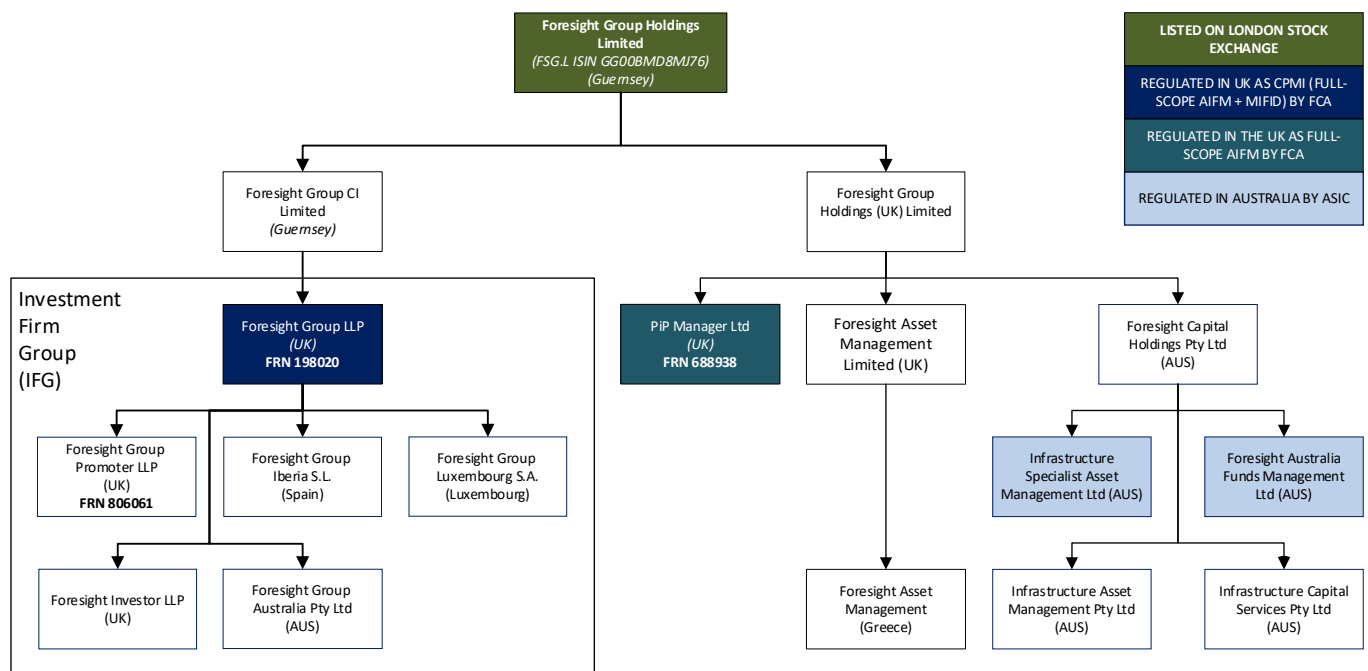 Foresight Group Holdings
Limited
(FSG.L ISIN GG00BMD8MJ76)
(Guernsey)
LISTED ON LONDON STOCK
EXCHANGE
REGULATED IN UK AS CPMI (FULL-
SCOPE AIFM + MIFID) BY FCA
REGULATED IN THE UK AS FULL-
SCOPE AIFM BY FCA
REGULATED IN AUSTRALIA BY ASIC
Foresight Group CI
Limited
(Guernsey)
Foresight Group
Holdings (UK) Limited
Investment
Firm
Group
(IFG)
Foresight Group LLP
(UK)
FRN 198020
PiP Manager Ltd
(UK)
FRN 688938
Foresight Asset
Management
Limited (UK)
Foresight Capital
Holdings Pty Ltd
(AUS)
Foresight Group
Promoter LLP
(UK)
FRN 806061
Foresight Group
Iberia S.L.
(Spain)
Foresight Group
Luxembourg S.A.
(Luxembourg)
Infrastructure
Specialist Asset
Management Ltd (AUS)
Foresight Australia
Funds Management
Ltd (AUS)
Foresight Investor LLP
(UK)
Foresight Group
Australia Pty Ltd
(AUS)
Foresight Asset
Management
(Greece)
Infrastructure Asset
Management Pty Ltd
(AUS)
Infrastructure Capital
Services Pty Ltd
(AUS)